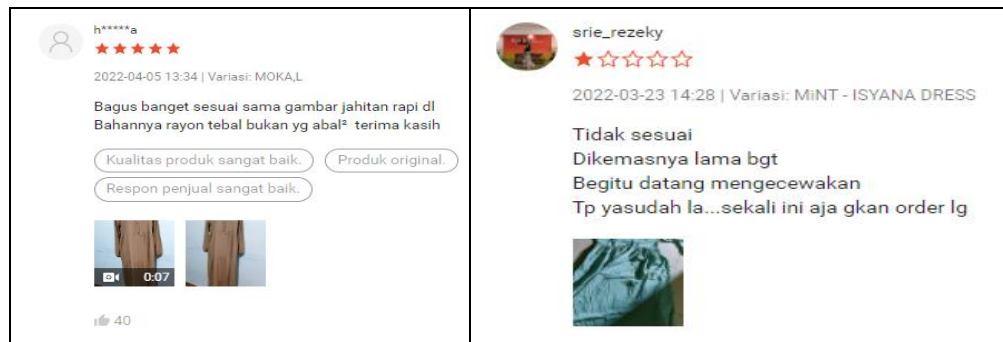 h*****a
2022-04-05 13:34 | Variasi: MOKA,L
Bagus banget sesuai sama gambar jahitan rapi dl
Bahannya rayon tebal bukan yg abal² terima kasih
Kualitas produk sangat baik.
Produk original.
Respon penjual sangat baik.
0:07
40
srie_rezeky
2022-03-23 14:28 | Variasi: MiNT - ISYANA DRESS
Tidak sesuai
Dikemasnya lama bgt
Begitu datang mengecewakan
Tp yasudah la...sekali ini aja gkan order lg